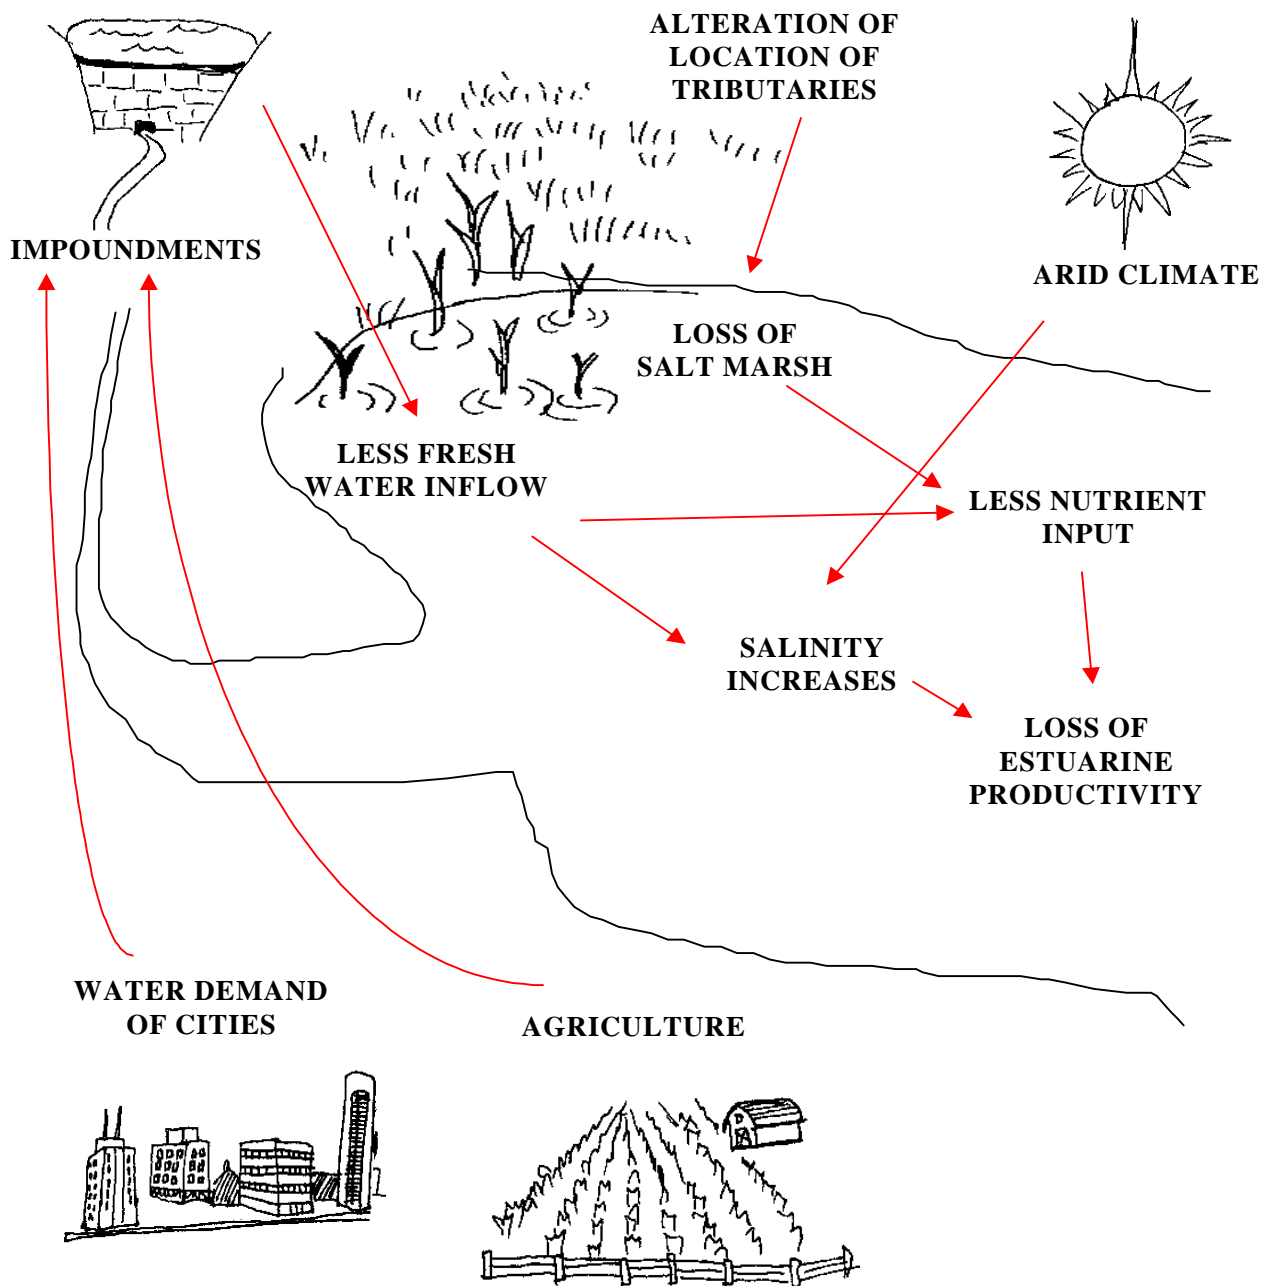 ALTERATION OF
LOCATION OF
TRIBUTARIES
IMPOUNDMENTS
ARID CLIMATE
LOSS OF
SALT MARSH
LESS FRESH
WATER INFLOW
LESS NUTRIENT
INPUT
SALINITY
INCREASES
LOSS OF
ESTUARINE
PRODUCTIVITY
WATER DEMAND
OF CITIES
AGRICULTURE